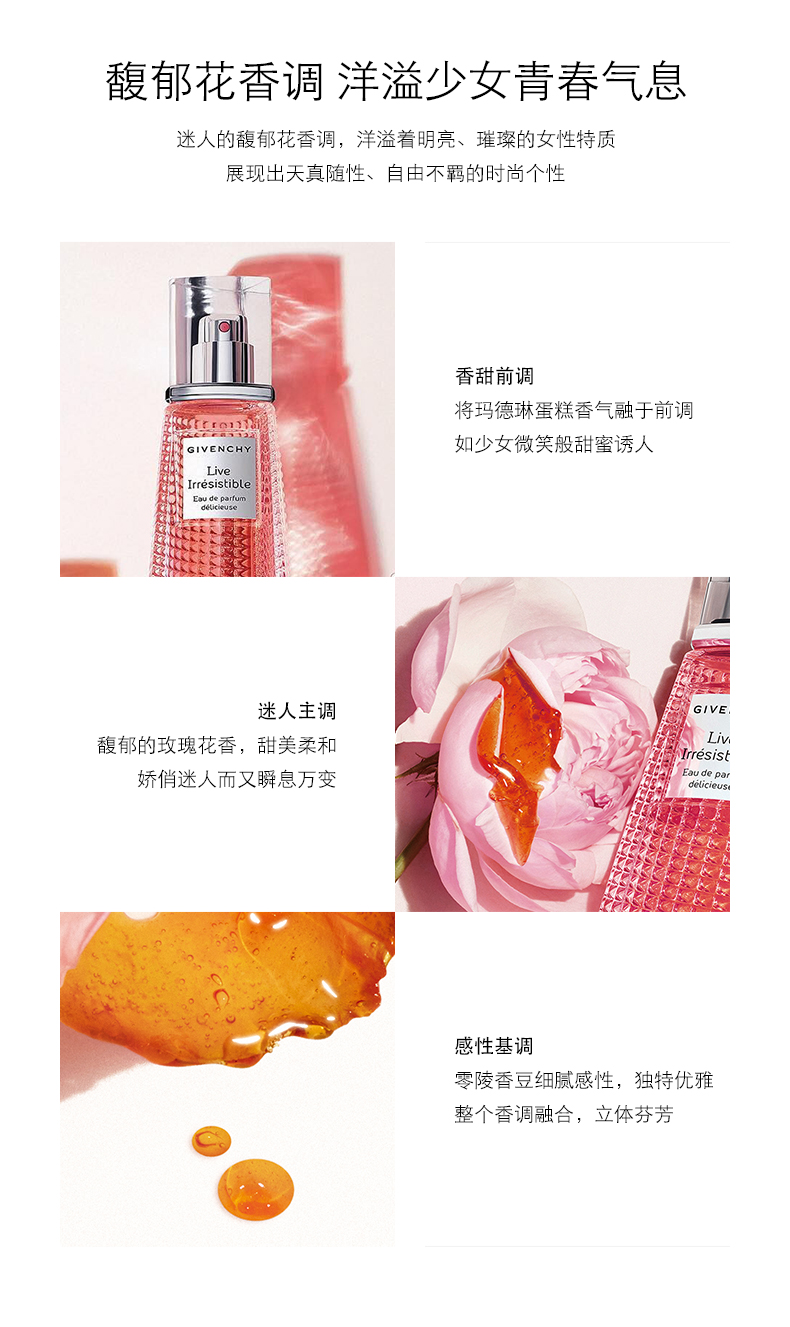 馥郁花香调 洋溢少女青春气息
迷人的馥郁花香调，洋溢着明亮、璀璨的女性特质
展现出天真随性、自由不羁的时尚个性
GIVENCHY
Live
Irrésistible
Eau de parfum
délicieuse
香甜前调
将玛德琳蛋糕香气融于前调
如少女微笑般甜蜜诱人
迷人主调
馥郁的玫瑰花香，甜美柔和
娇俏迷人而又瞬息万变
GIVE
Liv
Irrésist
Eau de par
délicieuse
感性基调
零陵香豆细腻感性，独特优雅
整个香调融合，立体芬芳